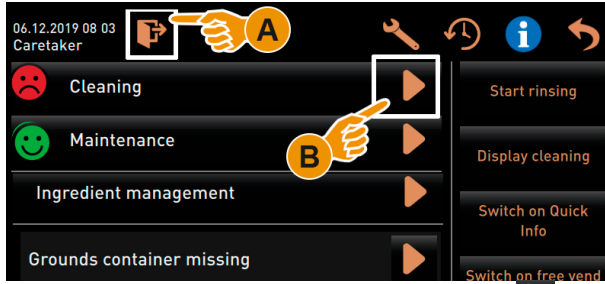 06.12.2019 08 03
Caretaker
A
Cleaning
Start rinsing
Maintenance
B
Display cleaning
Ingredient management
Switch on Quick
Info
Grounds container missing
Switch on free vend